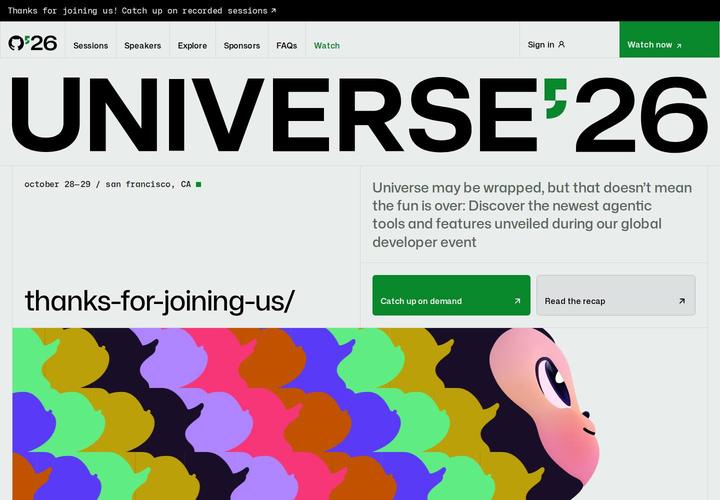 Thanks for joining us! Catch up on recorded sessions ↗
'26 Sessions Speakers Explore Sponsors FAQs Watch Sign in Watch now ↗
UNIVERSE'26
october 28–29 / san francisco, CA
Universe may be wrapped, but that doesn't mean
the fun is over: Discover the newest agentic
tools and features unveiled during our global
developer event
thanks-for-joining-us/
Catch up on demand ↗ Read the recap ↗